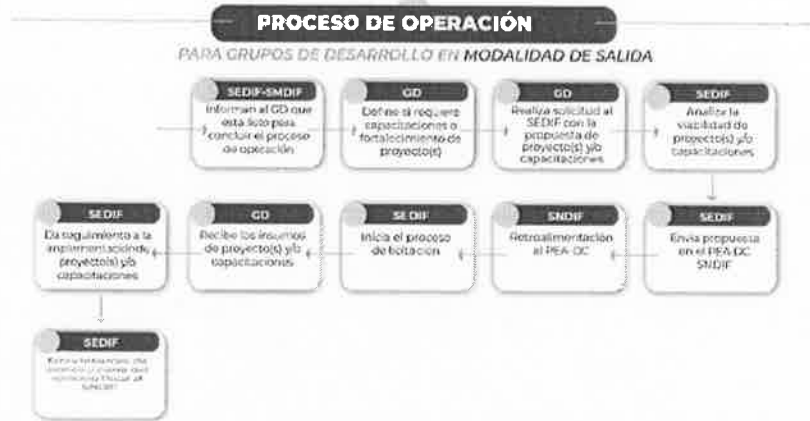 PROCESO DE OPERACIÓN
PARA GRUPOS DE DESARROLLO EN MODALIDAD DE SALIDA
SEDIF-SMDIF
Informan al GD que
está listo para
concluir el proceso
de operación
GD
Define si requiere
capacitaciones o
fortalecimiento de
proyecto(s)
GD
Realiza solicitud al
SEDIF con la
propuesta de
proyecto(s) y/o
capacitaciones
SEDIF
Analiza la
viabilidad de
proyecto(s) y/o
capacitaciones
SEDIF
Envía propuesta
en el PEA-DC
SNDIF
SNDIF
Retroalimentación
al PEA-DC
SEDIF
Inicia el proceso
de licitación
GD
Recibe los insumos
de proyecto(s) y/o
capacitaciones
SEDIF
Da seguimiento a la
implementación de
proyecto(s) y/o
capacitaciones
SEDIF